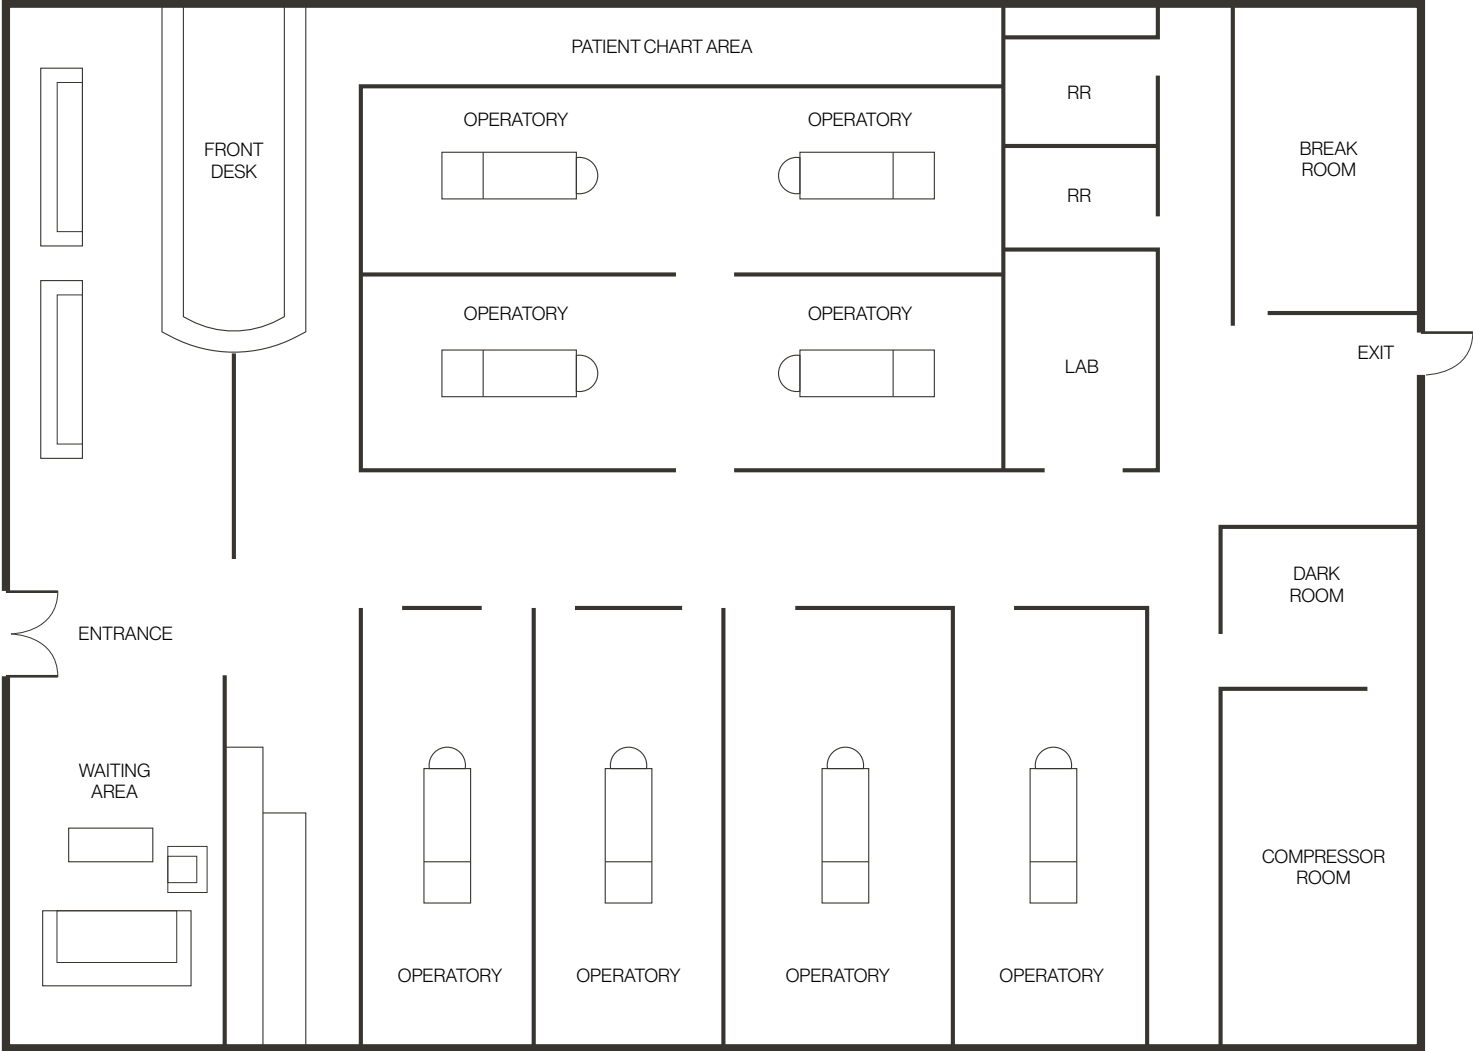 PATIENT CHART AREA
RR
OPERATORY
OPERATORY
FRONT
DESK
BREAK
ROOM
RR
OPERATORY
OPERATORY
LAB
EXIT
DARK
ROOM
ENTRANCE
WAITING
AREA
COMPRESSOR
ROOM
OPERATORY
OPERATORY
OPERATORY
OPERATORY